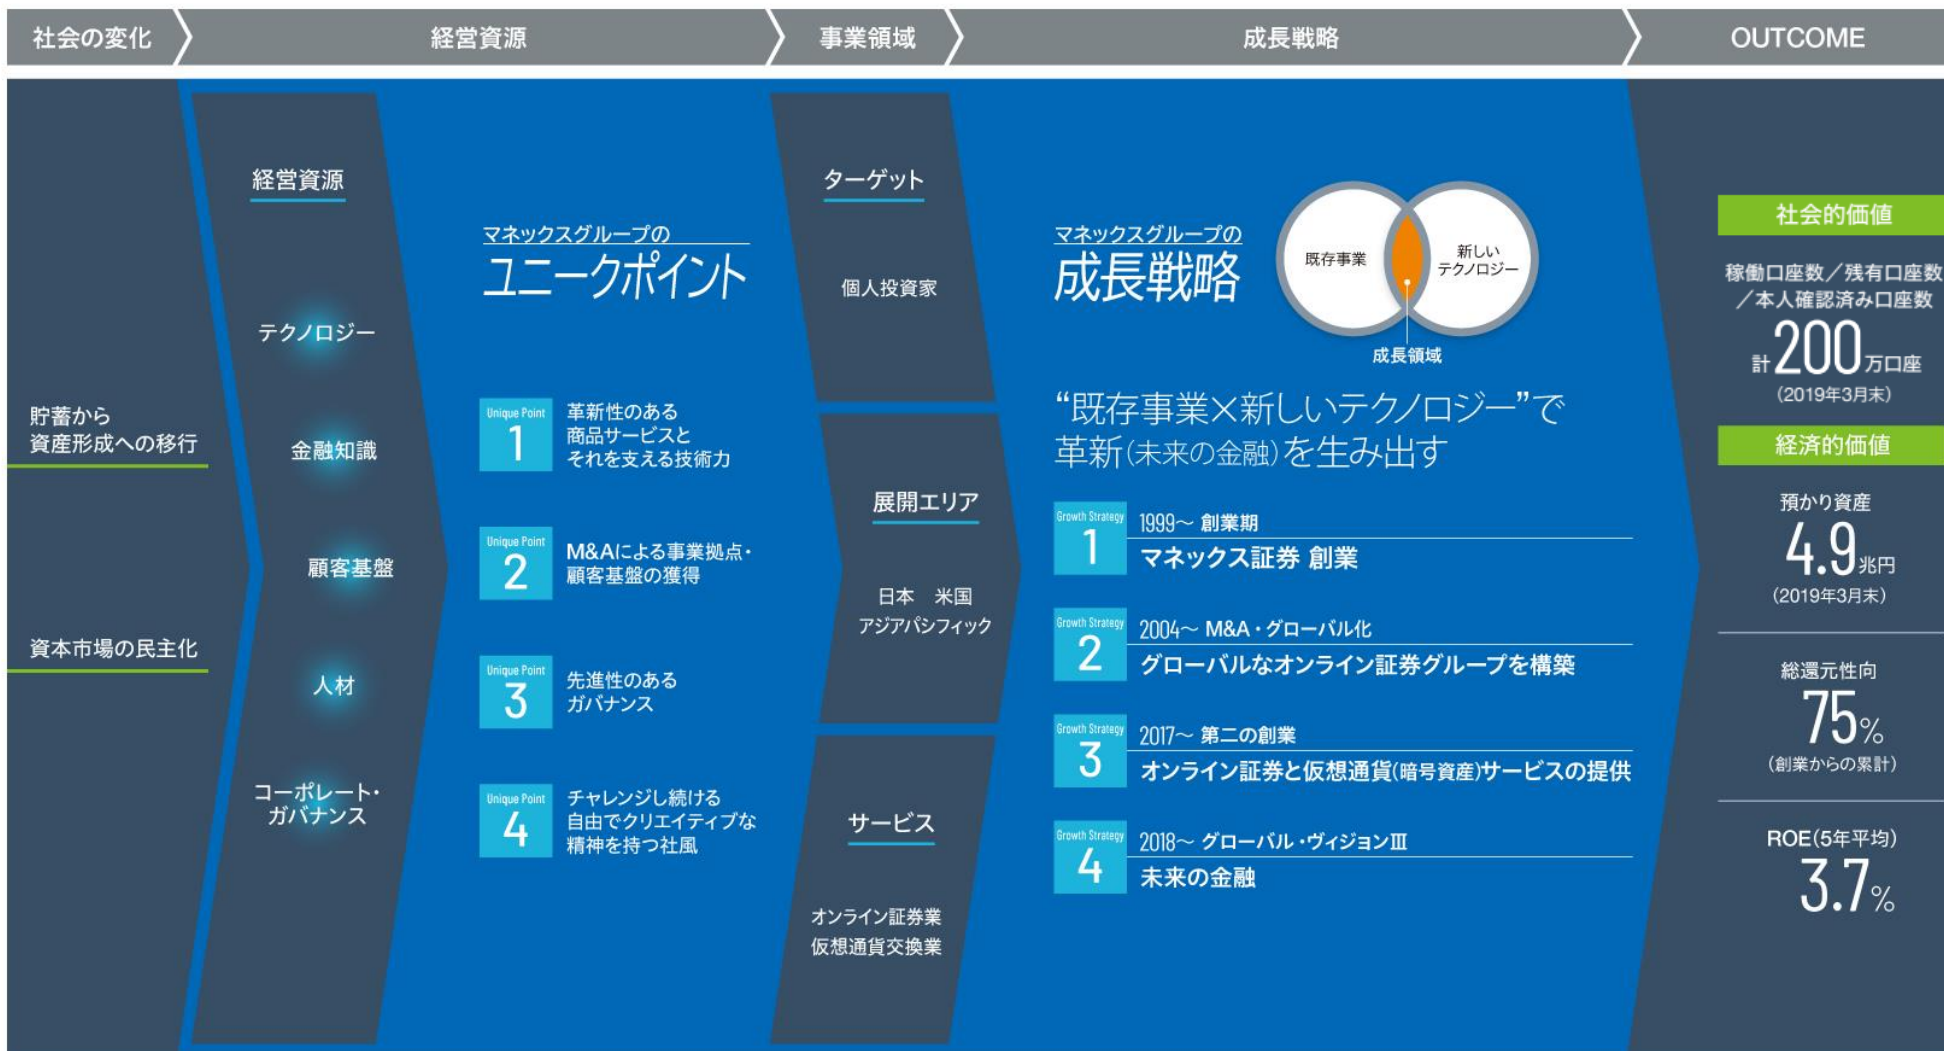 社会の変化
経営資源
事業領域
成長戦略
OUTCOME
貯蓄から
資産形成への移行
資本市場の民主化
経営資源
テクノロジー
金融知識
顧客基盤
人材
コーポレート・
ガバナンス
マネックスグループの
ユニークポイント
Unique Point
1
革新性のある
商品サービスと
それを支える技術力
Unique Point
2
M&Aによる事業拠点・
顧客基盤の獲得
Unique Point
3
先進性のある
ガバナンス
Unique Point
4
チャレンジし続ける
自由でクリエイティブな
精神を持つ社風
ターゲット
個人投資家
展開エリア
日本 米国
アジアパシフィック
サービス
オンライン証券業
仮想通貨交換業
マネックスグループの
成長戦略
既存事業
新しい
テクノロジー
成長領域
“既存事業×新しいテクノロジー”で
革新(未来の金融)を生み出す
Growth Strategy
1
1999〜 創業期
マネックス証券 創業
Growth Strategy
2
2004〜 M&A・グローバル化
グローバルなオンライン証券グループを構築
Growth Strategy
3
2017〜 第二の創業
オンライン証券と仮想通貨(暗号資産)サービスの提供
Growth Strategy
4
2018〜 グローバル・ヴィジョンⅢ
未来の金融
社会的価値
稼働口座数／残有口座数
／本人確認済み口座数
計200万口座
(2019年3月末)
経済的価値
預かり資産
4.9兆円
(2019年3月末)
総還元性向
75%
(創業からの累計)
ROE(5年平均)
3.7%